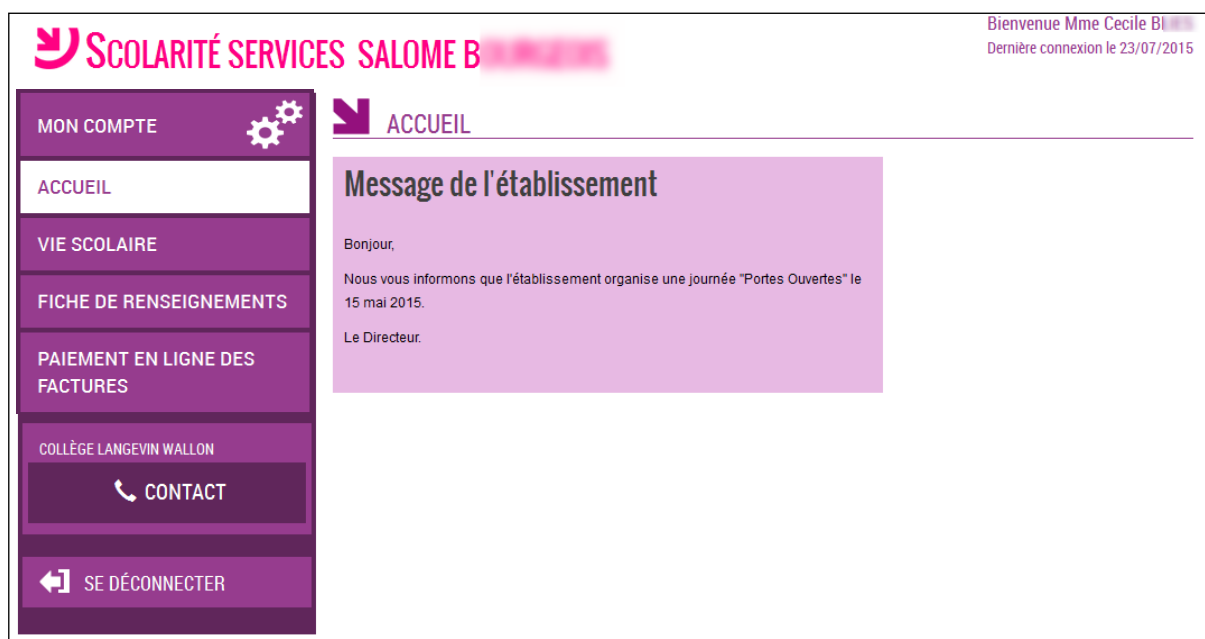 SCOLARITÉ SERVICES SALOME B
Bienvenue Mme Cecile B
Dernière connexion le 23/07/2015
MON COMPTE
ACCUEIL
VIE SCOLAIRE
FICHE DE RENSEIGNEMENTS
PAIEMENT EN LIGNE DES
FACTURES
COLLÈGE LANGEVIN WALLON
CONTACT
SE DÉCONNECTER
ACCUEIL
Message de l'établissement
Bonjour,
Nous vous informons que l'établissement organise une journée "Portes Ouvertes" le
15 mai 2015.
Le Directeur.